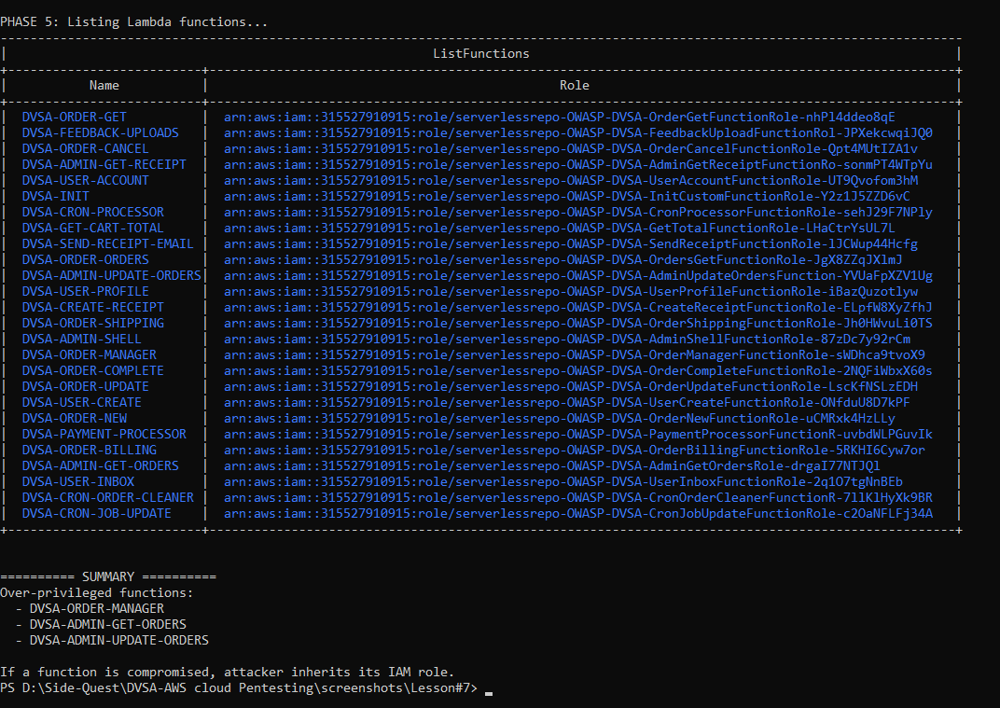 PHASE 5: Listing Lambda functions...
-----------------------------------------------------------------------------------------------------------------------------------
|                                                          ListFunctions                                                          |
+---------------------------+-----------------------------------------------------------------------------------------------------+
|           Name            |                                                Role                                                 |
+---------------------------+-----------------------------------------------------------------------------------------------------+
|  DVSA-ORDER-GET           |  arn:aws:iam::315527910915:role/serverlessrepo-OWASP-DVSA-OrderGetFunctionRole-nhPl4ddeo8qE         |
|  DVSA-FEEDBACK-UPLOADS    |  arn:aws:iam::315527910915:role/serverlessrepo-OWASP-DVSA-FeedbackUploadFunctionRol-JPXekcwqiJQ0    |
|  DVSA-ORDER-CANCEL        |  arn:aws:iam::315527910915:role/serverlessrepo-OWASP-DVSA-OrderCancelFunctionRole-Qpt4MUtIZA1v      |
|  DVSA-ADMIN-GET-RECEIPT   |  arn:aws:iam::315527910915:role/serverlessrepo-OWASP-DVSA-AdminGetReceiptFunctionRo-sonmPT4WTpYu    |
|  DVSA-USER-ACCOUNT        |  arn:aws:iam::315527910915:role/serverlessrepo-OWASP-DVSA-UserAccountFunctionRole-UT9Qvofom3hM      |
|  DVSA-INIT                |  arn:aws:iam::315527910915:role/serverlessrepo-OWASP-DVSA-InitCustomFunctionRole-Y2z1J5ZZD6vC       |
|  DVSA-CRON-PROCESSOR      |  arn:aws:iam::315527910915:role/serverlessrepo-OWASP-DVSA-CronProcessorFunctionRole-sehJ29F7NPly    |
|  DVSA-GET-CART-TOTAL      |  arn:aws:iam::315527910915:role/serverlessrepo-OWASP-DVSA-GetTotalFunctionRole-LHaCtrYsUL7L         |
|  DVSA-SEND-RECEIPT-EMAIL  |  arn:aws:iam::315527910915:role/serverlessrepo-OWASP-DVSA-SendReceiptFunctionRole-lJCWup44Hcfg      |
|  DVSA-ORDER-ORDERS        |  arn:aws:iam::315527910915:role/serverlessrepo-OWASP-DVSA-OrdersGetFunctionRole-JgX8ZZqJXlmJ        |
|  DVSA-ADMIN-UPDATE-ORDERS|  arn:aws:iam::315527910915:role/serverlessrepo-OWASP-DVSA-AdminUpdateOrdersFunction-YVUaFpXZV1Ug    |
|  DVSA-USER-PROFILE        |  arn:aws:iam::315527910915:role/serverlessrepo-OWASP-DVSA-UserProfileFunctionRole-iBazQuzotlyw      |
|  DVSA-CREATE-RECEIPT      |  arn:aws:iam::315527910915:role/serverlessrepo-OWASP-DVSA-CreateReceiptFunctionRole-ELpfW8XyZfhJ    |
|  DVSA-ORDER-SHIPPING      |  arn:aws:iam::315527910915:role/serverlessrepo-OWASP-DVSA-OrderShippingFunctionRole-Jh0HWvuLi0TS    |
|  DVSA-ADMIN-SHELL         |  arn:aws:iam::315527910915:role/serverlessrepo-OWASP-DVSA-AdminShellFunctionRole-87zDc7y92rCm       |
|  DVSA-ORDER-MANAGER       |  arn:aws:iam::315527910915:role/serverlessrepo-OWASP-DVSA-OrderManagerFunctionRole-sWDhca9tvoX9     |
|  DVSA-ORDER-COMPLETE      |  arn:aws:iam::315527910915:role/serverlessrepo-OWASP-DVSA-OrderCompleteFunctionRole-2NQFiWbxX60s    |
|  DVSA-ORDER-UPDATE        |  arn:aws:iam::315527910915:role/serverlessrepo-OWASP-DVSA-OrderUpdateFunctionRole-LscKfNSLzEDH      |
|  DVSA-USER-CREATE         |  arn:aws:iam::315527910915:role/serverlessrepo-OWASP-DVSA-UserCreateFunctionRole-ONfduU8D7kPF       |
|  DVSA-ORDER-NEW           |  arn:aws:iam::315527910915:role/serverlessrepo-OWASP-DVSA-OrderNewFunctionRole-uCMRxk4HzLLy         |
|  DVSA-PAYMENT-PROCESSOR   |  arn:aws:iam::315527910915:role/serverlessrepo-OWASP-DVSA-PaymentProcessorFunctionR-uvbdWLPGuvIk    |
|  DVSA-ORDER-BILLING       |  arn:aws:iam::315527910915:role/serverlessrepo-OWASP-DVSA-OrderBillingFunctionRole-5RKHI6Cyw7or     |
|  DVSA-ADMIN-GET-ORDERS    |  arn:aws:iam::315527910915:role/serverlessrepo-OWASP-DVSA-AdminGetOrdersRole-drgaI77NTJQl           |
|  DVSA-USER-INBOX          |  arn:aws:iam::315527910915:role/serverlessrepo-OWASP-DVSA-UserInboxFunctionRole-2q1O7tgNnBEb        |
|  DVSA-CRON-ORDER-CLEANER  |  arn:aws:iam::315527910915:role/serverlessrepo-OWASP-DVSA-CronOrderCleanerFunctionR-7llKlHyXk9BR    |
|  DVSA-CRON-JOB-UPDATE     |  arn:aws:iam::315527910915:role/serverlessrepo-OWASP-DVSA-CronJobUpdateFunctionRole-c2OaNFLFj34A    |
+---------------------------+-----------------------------------------------------------------------------------------------------+
========== SUMMARY ==========
Over-privileged functions:
  - DVSA-ORDER-MANAGER
  - DVSA-ADMIN-GET-ORDERS
  - DVSA-ADMIN-UPDATE-ORDERS
If a function is compromised, attacker inherits its IAM role.
PS D:\Side-Quest\DVSA-AWS cloud Pentesting\screenshots\Lesson#7> _